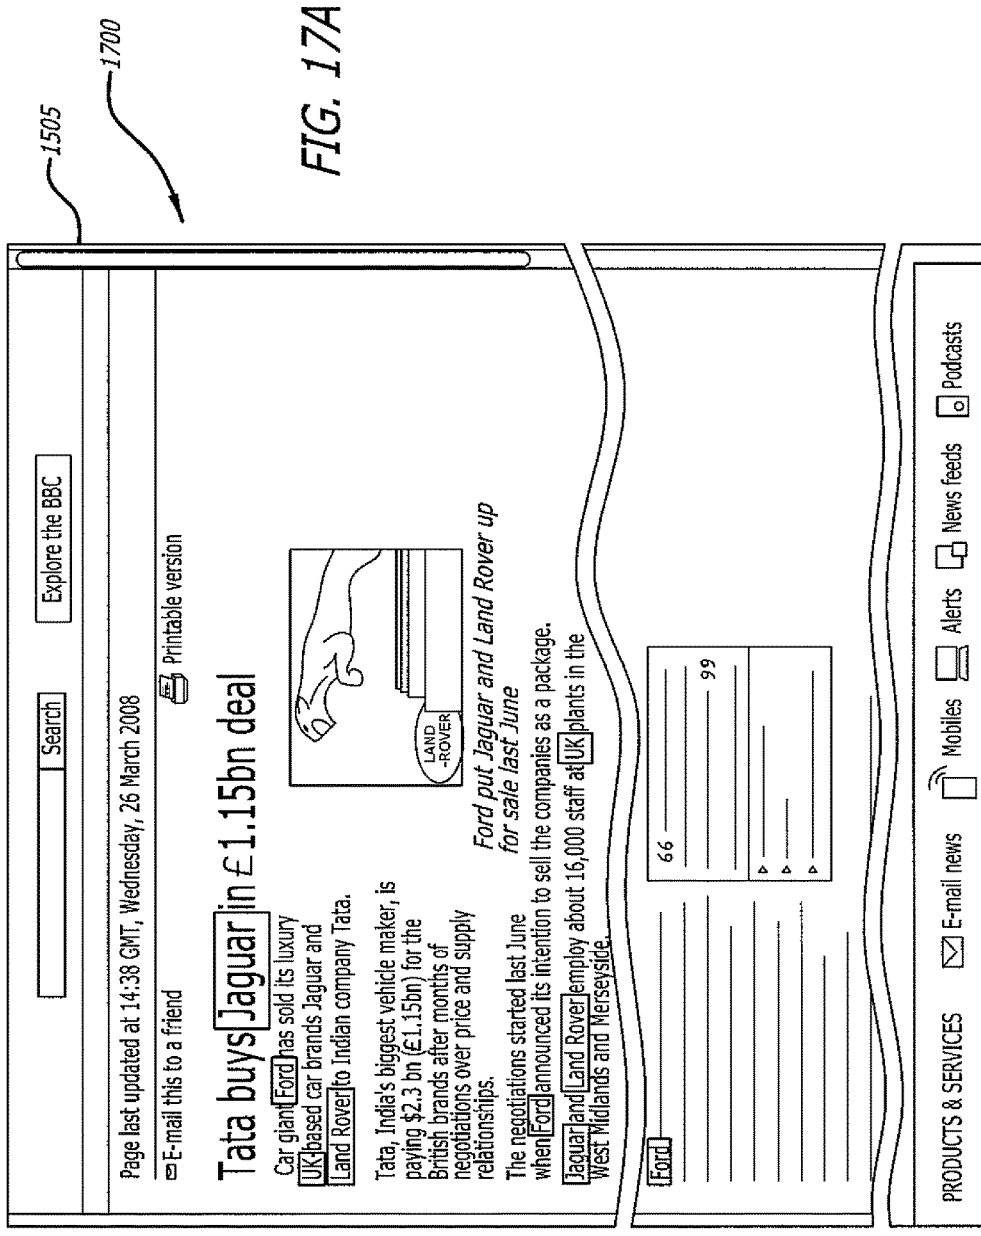 1505
1700
FIG. 17A
Search
Explore the BBC
Page last updated at 14:38 GMT, Wednesday, 26 March 2008
E-mail this to a friend
Printable version
Tata buys Jaguar in £1.15bn deal
Car giant Ford has sold its luxury
UK-based car brands Jaguar and
Land Rover to Indian company Tata.
Tata, India's biggest vehicle maker, is
paying $2.3 bn (£1.15bn) for the
British brands after months of
negotiations over price and supply
relationships.
LAND
-ROVER
Ford put Jaguar and Land Rover up
for sale last June
The negotiations started last June
when Ford announced its intention to sell the companies as a package.
Jaguar and Land Rover employ about 16,000 staff at UK plants in the
West Midlands and Merseyside.
Ford
66
99
PRODUCTS & SERVICES
E-mail news
Mobiles
Alerts
News feeds
Podcasts